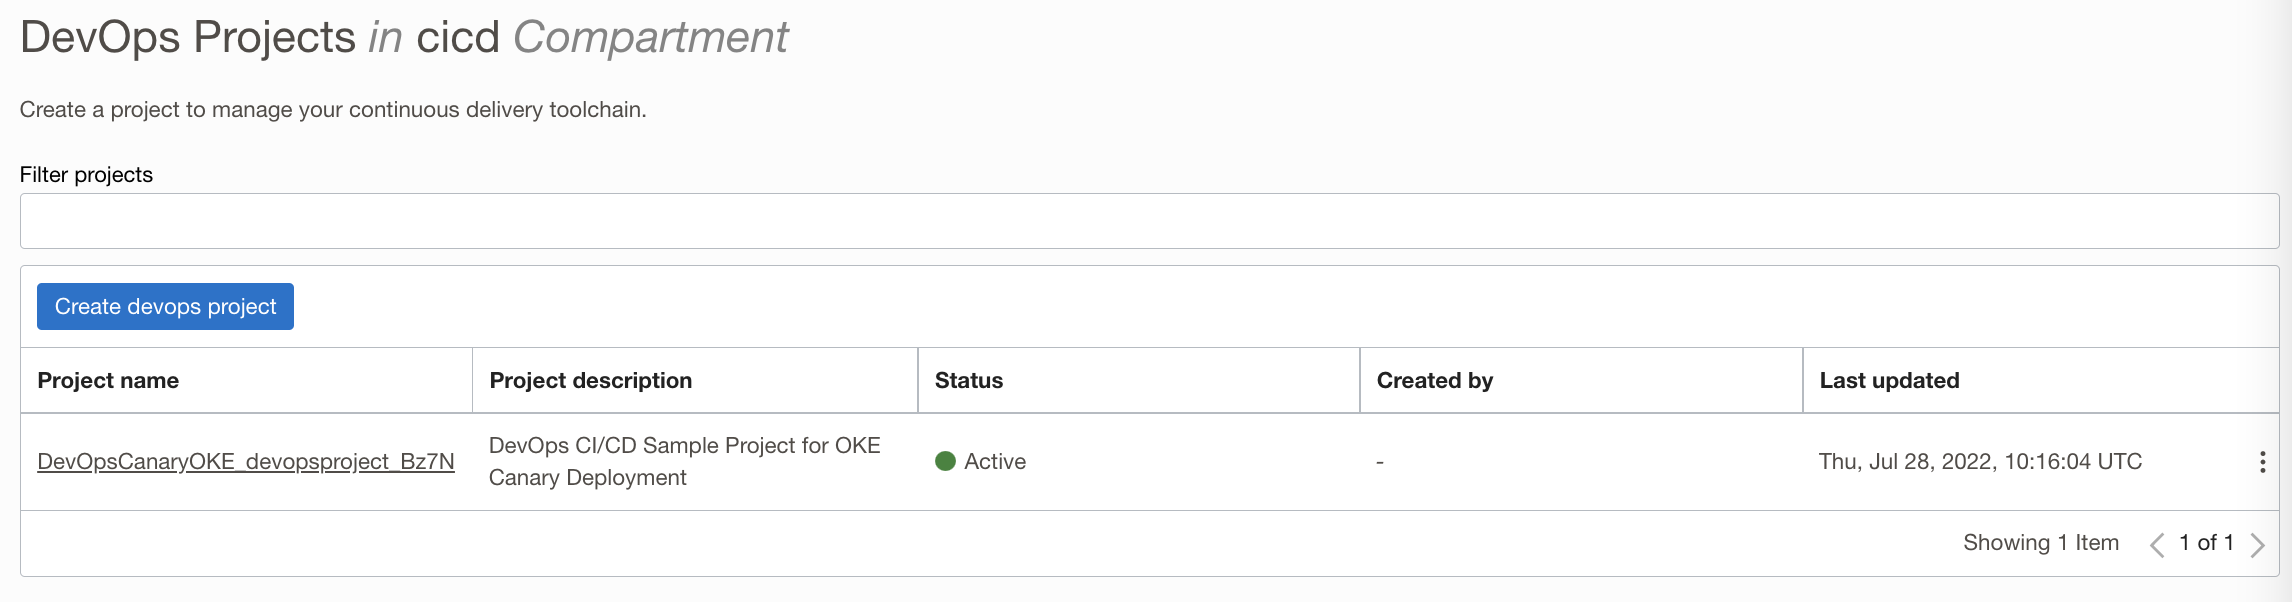 DevOps Projects in cicd Compartment
Create a project to manage your continuous delivery toolchain.
Filter projects
Create devops project
Project name Project description Status Created by Last updated
DevOpsCanaryOKE_devopsproject_Bz7N DevOps CI/CD Sample Project for OKE Active - Thu, Jul 28, 2022, 10:16:04 UTC
Canary Deployment
Showing 1 Item 1 of 1